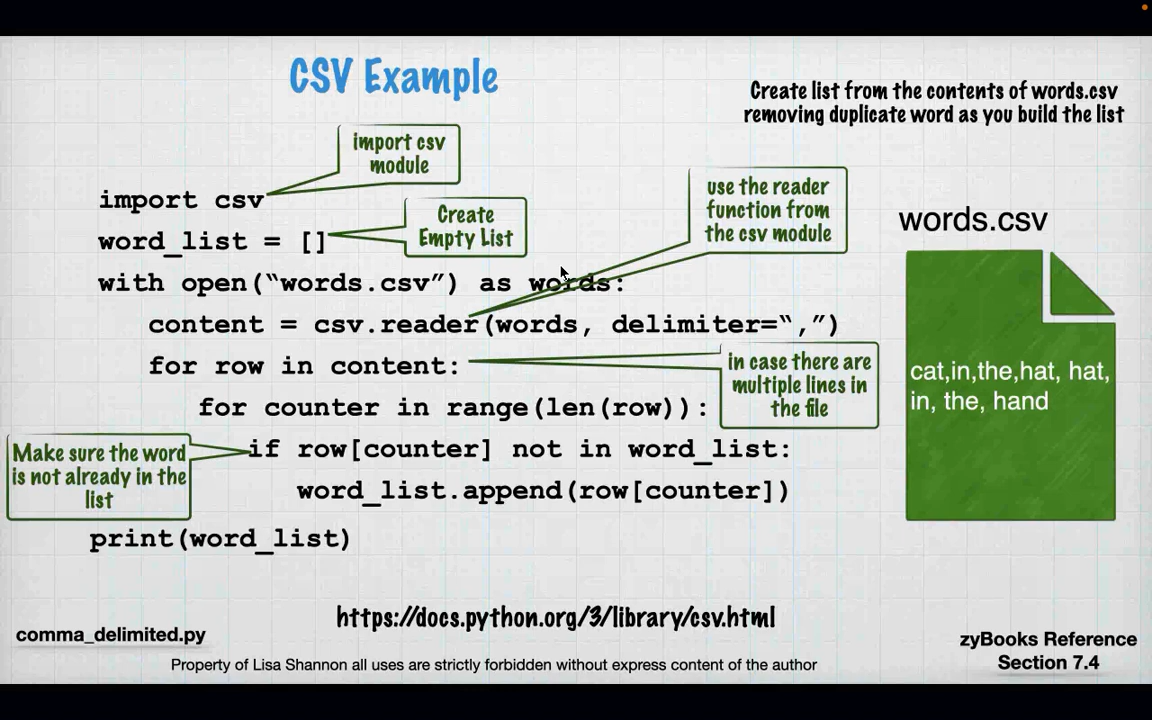 CSV Example
Create list from the contents of words.csv
removing duplicate word as you build the list
import csv
module
import csv
Create
Empty List
word_list = []
use the reader
function from
the csv module
words.csv
with open(“words.csv”) as words:
content = csv.reader(words, delimiter=“,”)
for row in content:
in case there are
multiple lines in
the file
cat,in,the,hat, hat,
in, the, hand
for counter in range(len(row)):
Make sure the word
is not already in the
list
if row[counter] not in word_list:
word_list.append(row[counter])
print(word_list)
https://docs.python.org/3/library/csv.html
comma_delimited.py
zyBooks Reference
Section 7.4
Property of Lisa Shannon all uses are strictly forbidden without express content of the author